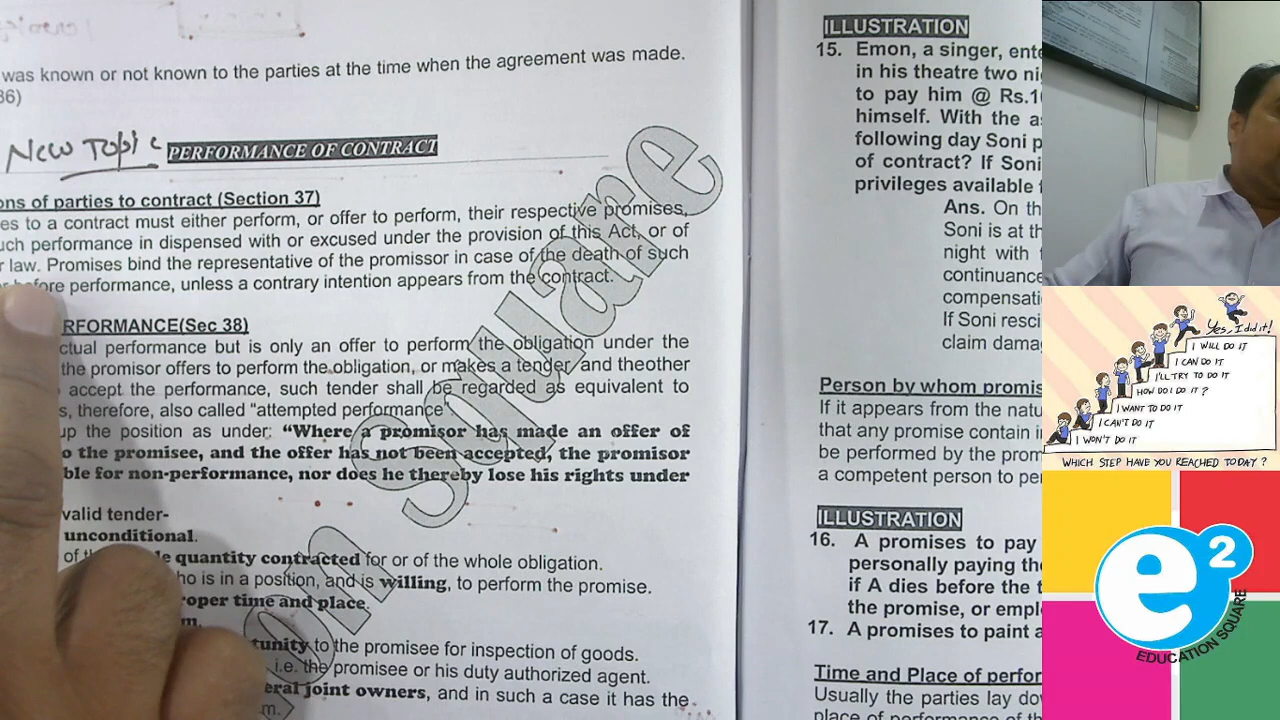 was known or not known to the parties at the time when the agreement was made.
36)
New Topic PERFORMANCE OF CONTRACT
ons of parties to contract (Section 37)
es to a contract must either perform, or offer to perform, their respective promises,
uch performance in dispensed with or excused under the provision of this Act, or of
r law. Promises bind the representative of the promissor in case of the death of such
before performance, unless a contrary intention appears from the contract.
RFORMANCE(Sec 38)
ctual performance but is only an offer to perform the obligation under the
the promisor offers to perform the obligation, or makes a tender, and theother
accept the performance, such tender shall be regarded as equivalent to
s, therefore, also called "attempted performance".
up the position as under: "Where a promisor has made an offer of
o the promisee, and the offer has not been accepted, the promisor
ble for non-performance, nor does he thereby lose his rights under
valid tender-
unconditional.
of the quantity contracted for or of the whole obligation.
ho is in a position, and is willing, to perform the promise.
roper time and place.
m.
tunity to the promisee for inspection of goods.
i.e. the promisee or his duty authorized agent.
eral joint owners, and in such a case it has the
m.
on Square
ILLUSTRATION
15. Emon, a singer, ente
in his theatre two ni
to pay him @ Rs.10
himself. With the a
following day Soni p
of contract? If Soni
privileges available
Ans. On th
Soni is at th
night with
continuance
compensati
If Soni resci
claim dama
Person by whom promis
If it appears from the natu
that any promise contain i
be performed by the prom
a competent person to pe
ILLUSTRATION
16. A promises to pay
personally paying the
if A dies before the t
the promise, or empl
17. A promises to paint a
Time and Place of perfor
Usually the parties lay dow
place of performance of th
Yes, I did it!
I WILL DO IT
I CAN DO IT
I'LL TRY TO DO IT
HOW DO I DO IT?
I WANT TO DO IT
I CAN'T DO IT
I WON'T DO IT
WHICH STEP HAVE YOU REACHED TODAY?
e2
EDUCATION SQUARE